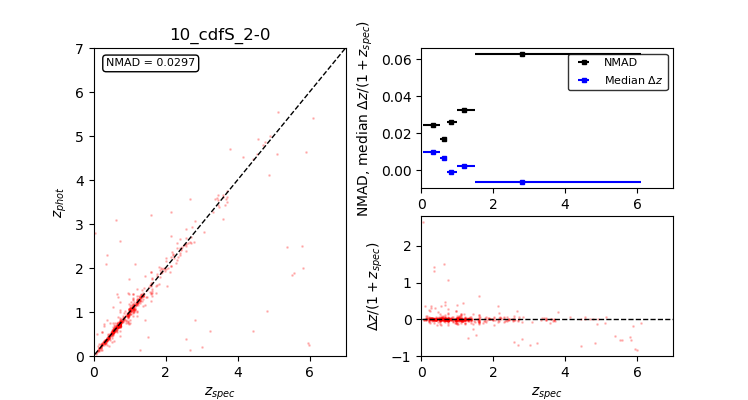 10_cdfS_2-0
NMAD = 0.0297
7
6
5
4
3
2
1
0
z_phot
0 2 4 6
z_spec
NMAD, median Δz/(1 + z_spec)
0.06
0.04
0.02
0.00
NMAD
Median Δz
0 2 4 6
Δz/(1 + z_spec)
2
1
0
−1
0 2 4 6
z_spec